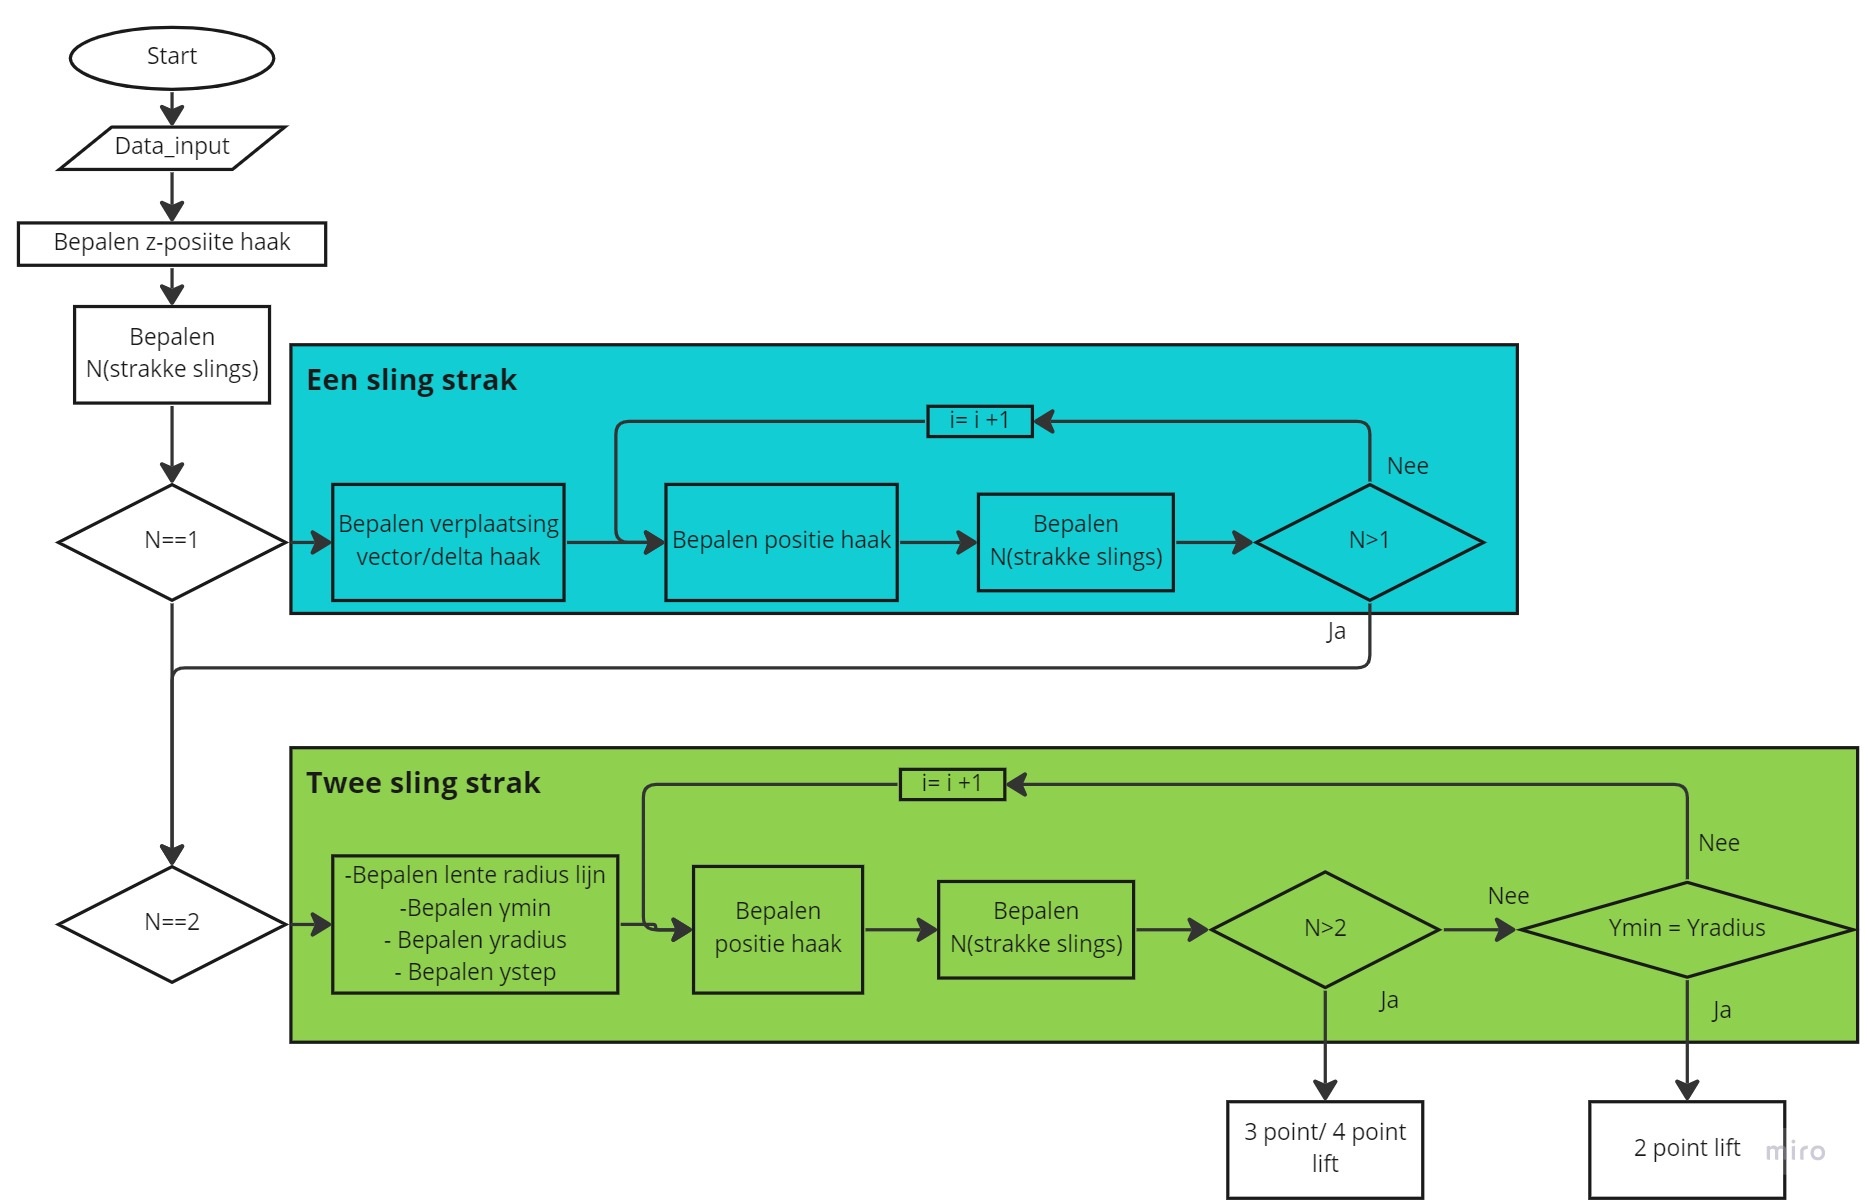 Start
Data_input
Bepalen z-posiite haak
Bepalen
N(strakke slings)
Een sling strak
i= i +1
Nee
N==1
Bepalen verplaatsing
vector/delta haak
Bepalen positie haak
Bepalen
N(strakke slings)
N>1
Ja
Twee sling strak
i= i +1
Nee
N==2
-Bepalen lente radius lijn
-Bepalen γmin
- Bepalen yradius
- Bepalen ystep
Bepalen
positie haak
Bepalen
N(strakke slings)
N>2
Nee
Ymin = Yradius
Ja
Ja
3 point/ 4 point
lift
2 point lift
miro